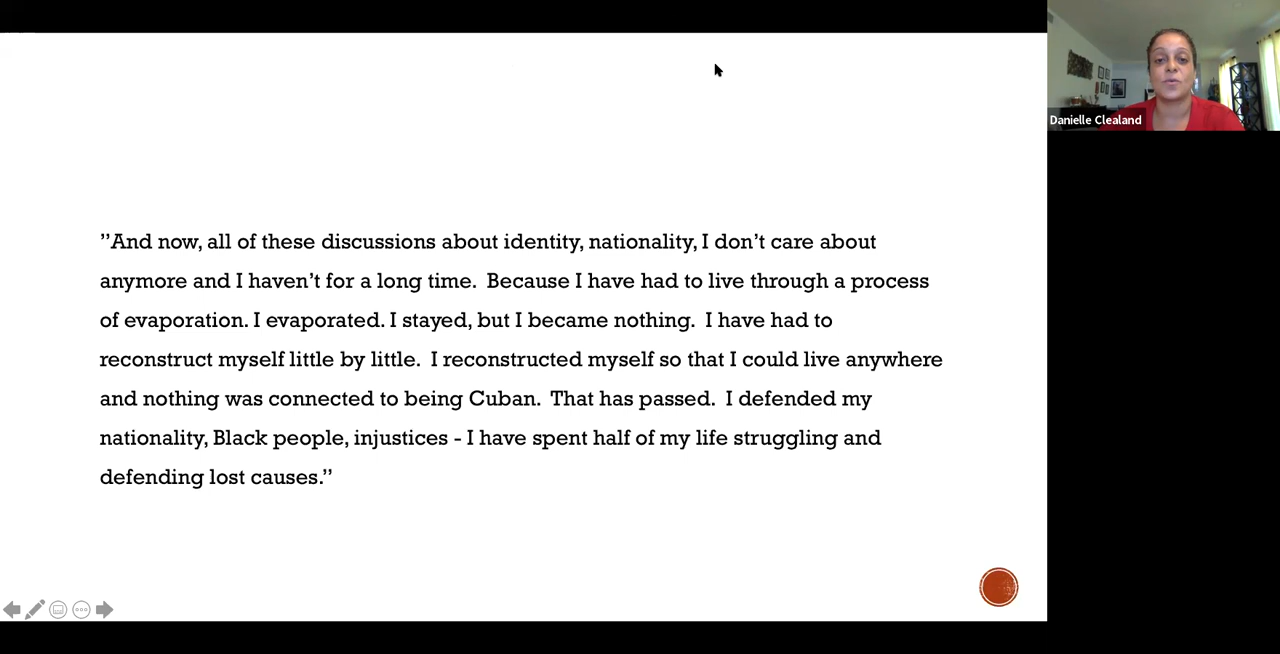 ”And now, all of these discussions about identity, nationality, I don’t care about
anymore and I haven’t for a long time.  Because I have had to live through a process
of evaporation. I evaporated. I stayed, but I became nothing.  I have had to
reconstruct myself little by little.  I reconstructed myself so that I could live anywhere
and nothing was connected to being Cuban.  That has passed.  I defended my
nationality, Black people, injustices - I have spent half of my life struggling and
defending lost causes.”
Danielle Clealand